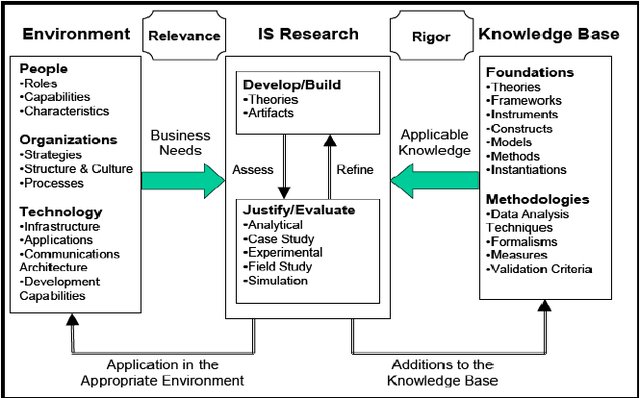 Environment
Relevance
IS Research
Rigor
Knowledge Base
People
•Roles
•Capabilities
•Characteristics
Organizations
•Strategies
•Structure & Culture
•Processes
Technology
•Infrastructure
•Applications
•Communications
Architecture
•Development
Capabilities
Business
Needs
Develop/Build
•Theories
•Artifacts
Assess
Refine
Justify/Evaluate
•Analytical
•Case Study
•Experimental
•Field Study
•Simulation
Applicable
Knowledge
Foundations
•Theories
•Frameworks
•Instruments
•Constructs
•Models
•Methods
•Instantiations
Methodologies
•Data Analysis
Techniques
•Formalisms
•Measures
•Validation Criteria
Application in the
Appropriate Environment
Additions to the
Knowledge Base